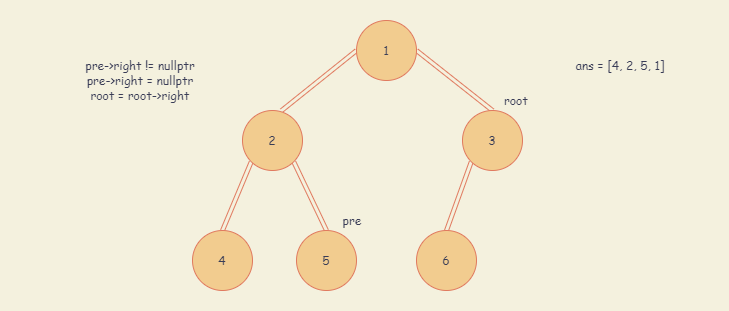 1
pre->right != nullptr
pre->right = nullptr
root = root->right
ans = [4, 2, 5, 1]
root
2
3
pre
4
5
6